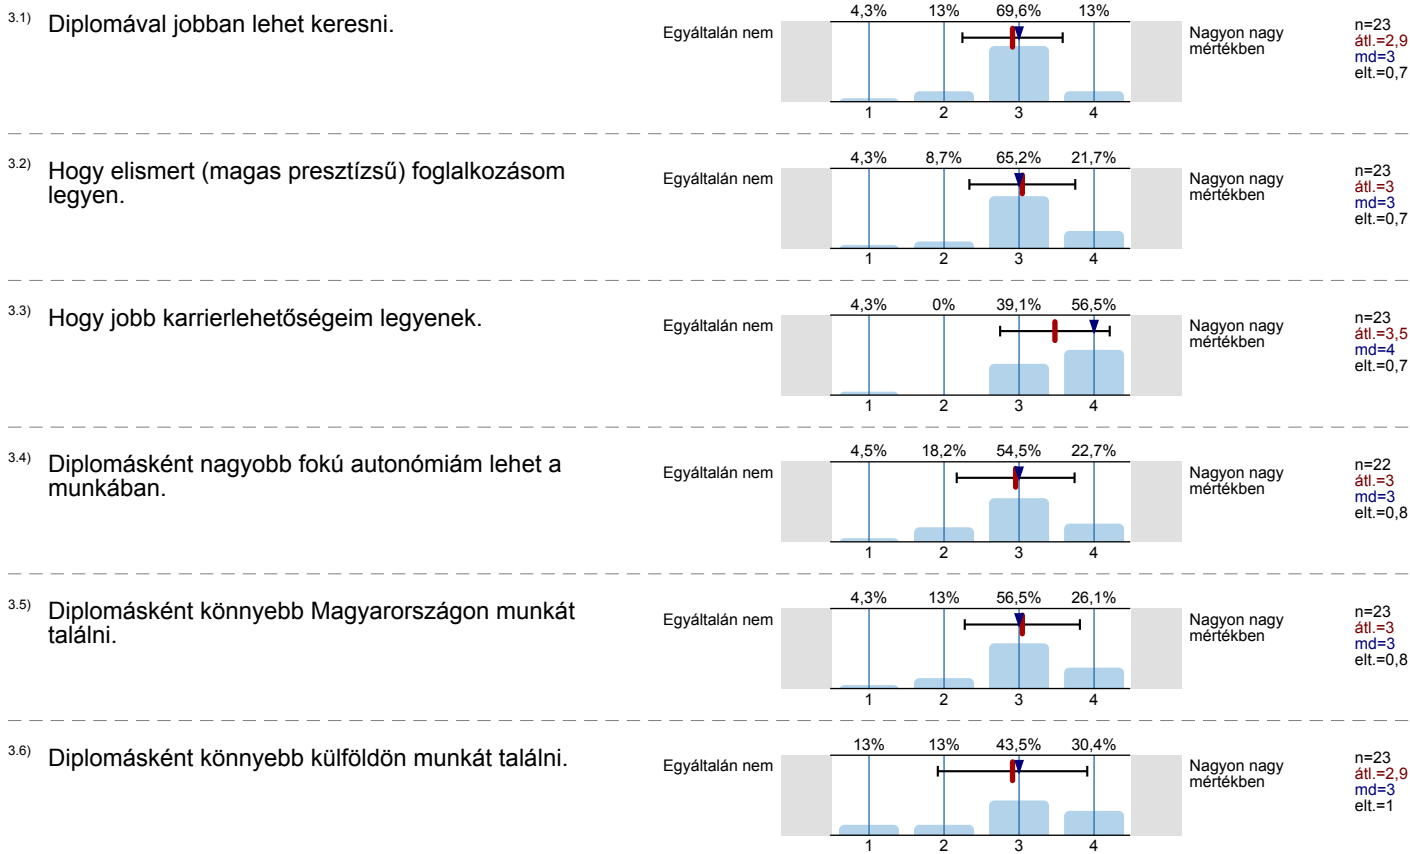 3.1) Diplomával jobban lehet keresni.
Egyáltalán nem
4,3% 13% 69,6% 13%
1 2 3 4
Nagyon nagy
mértékben
n=23
átl.=2,9
md=3
elt.=0,7
3.2) Hogy elismert (magas presztízsű) foglalkozásom
legyen.
Egyáltalán nem
4,3% 8,7% 65,2% 21,7%
1 2 3 4
Nagyon nagy
mértékben
n=23
átl.=3
md=3
elt.=0,7
3.3) Hogy jobb karrierlehetőségeim legyenek.
Egyáltalán nem
4,3% 0% 39,1% 56,5%
1 2 3 4
Nagyon nagy
mértékben
n=23
átl.=3,5
md=4
elt.=0,7
3.4) Diplomásként nagyobb fokú autonómiám lehet a
munkában.
Egyáltalán nem
4,5% 18,2% 54,5% 22,7%
1 2 3 4
Nagyon nagy
mértékben
n=22
átl.=3
md=3
elt.=0,8
3.5) Diplomásként könnyebb Magyarországon munkát
találni.
Egyáltalán nem
4,3% 13% 56,5% 26,1%
1 2 3 4
Nagyon nagy
mértékben
n=23
átl.=3
md=3
elt.=0,8
3.6) Diplomásként könnyebb külföldön munkát találni.
Egyáltalán nem
13% 13% 43,5% 30,4%
1 2 3 4
Nagyon nagy
mértékben
n=23
átl.=2,9
md=3
elt.=1